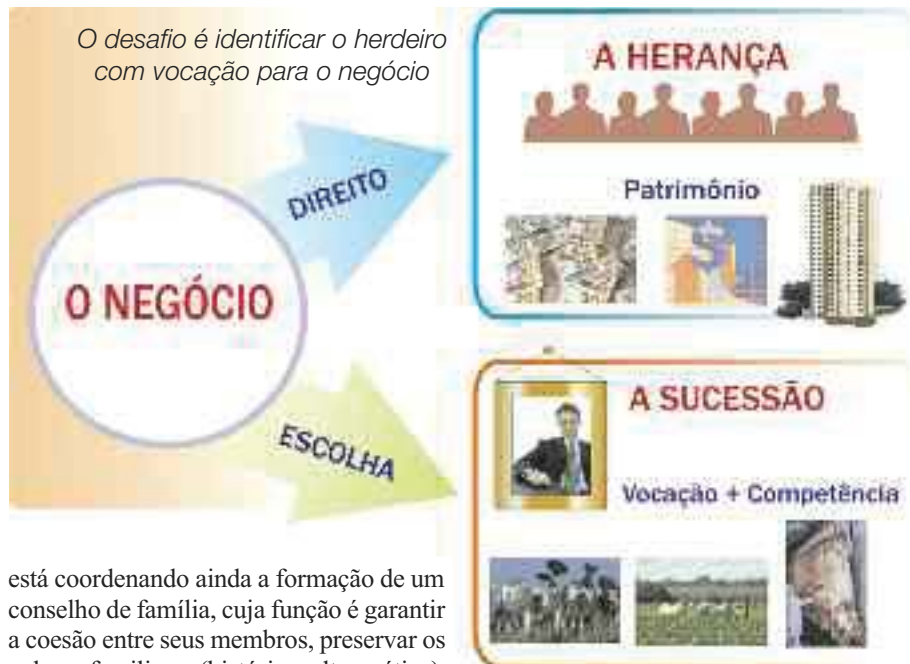 O desafio é identificar o herdeiro
com vocação para o negócio
O NEGÓCIO
DIREITO
A HERANÇA
Patrimônio
ESCOLHA
A SUCESSÃO
Vocação + Competência
está coordenando ainda a formação de um
conselho de família, cuja função é garantir
a coesão entre seus membros, preservar os